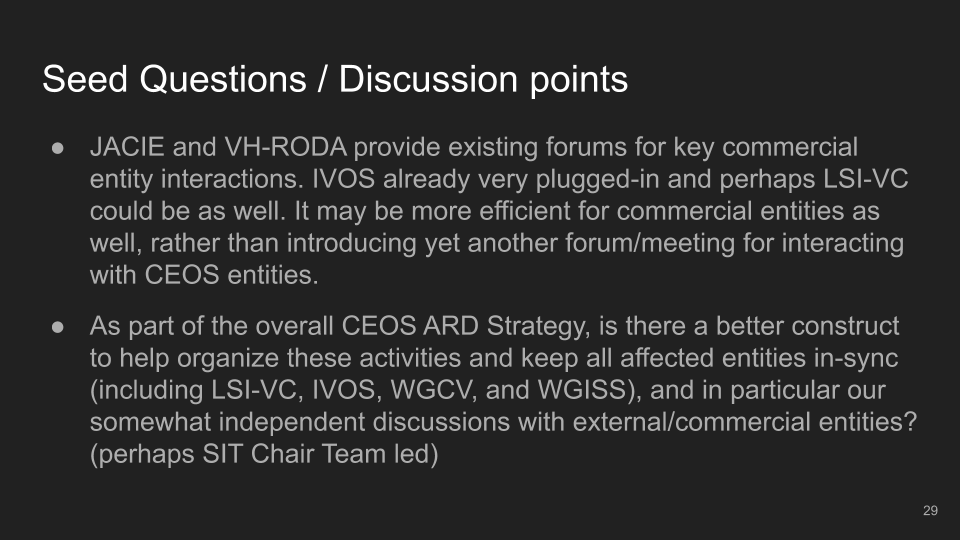 Seed Questions / Discussion points
● JACIE and VH-RODA provide existing forums for key commercial
entity interactions. IVOS already very plugged-in and perhaps LSI-VC
could be as well. It may be more efficient for commercial entities as
well, rather than introducing yet another forum/meeting for interacting
with CEOS entities.
● As part of the overall CEOS ARD Strategy, is there a better construct
to help organize these activities and keep all affected entities in-sync
(including LSI-VC, IVOS, WGCV, and WGISS), and in particular our
somewhat independent discussions with external/commercial entities?
(perhaps SIT Chair Team led)
29